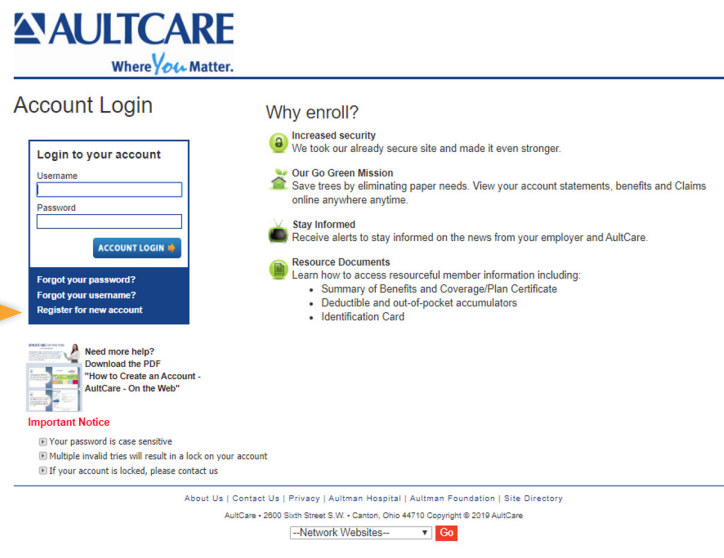 AULTCARE
Where You Matter.
Account Login
Login to your account
Username
Password
ACCOUNT LOGIN
Forgot your password?
Forgot your username?
Register for new account
Need more help?
Download the PDF
"How to Create an Account -
AultCare - On the Web"
Important Notice
Your password is case sensitive
Multiple invalid tries will result in a lock on your account
If your account is locked, please contact us
Why enroll?
Increased security
We took our already secure site and made it even stronger.
Our Go Green Mission
Save trees by eliminating paper needs. View your account statements, benefits and Claims
online anywhere anytime.
Stay Informed
Receive alerts to stay informed on the news from your employer and AultCare.
Resource Documents
Learn how to access resourceful member information including:
• Summary of Benefits and Coverage/Plan Certificate
• Deductible and out-of-pocket accumulators
• Identification Card
About Us | Contact Us | Privacy | Aultman Hospital | Aultman Foundation | Site Directory
AultCare • 2600 Sixth Street S.W. • Canton, Ohio 44710 Copyright © 2019 AultCare
--Network Websites-- Go